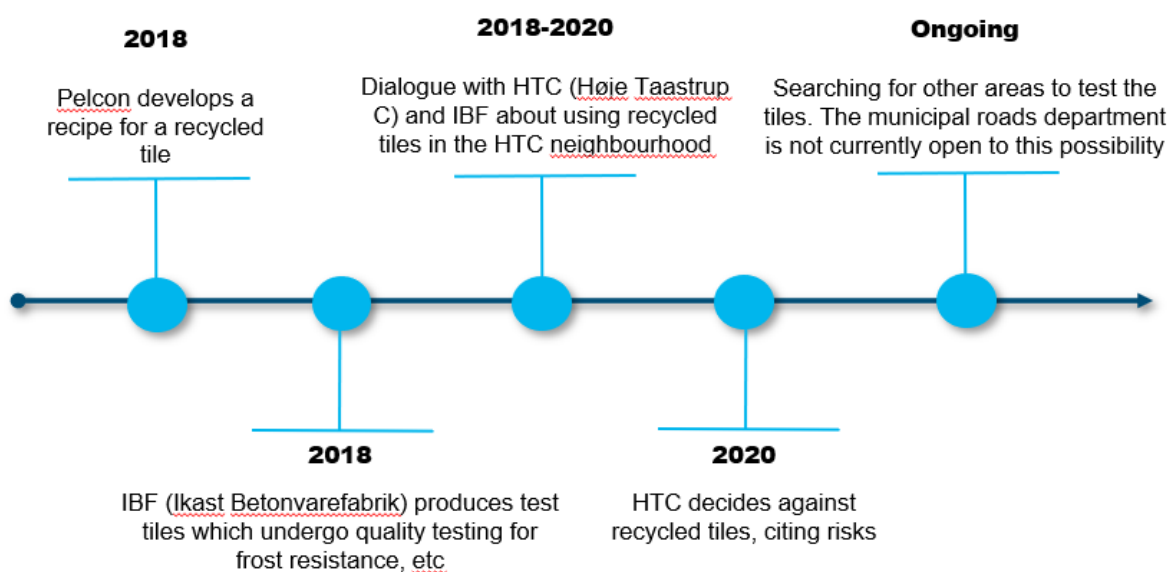 2018
Pelcon develops a
recipe for a recycled
tile
2018
IBF (Ikast Betonvarefabrik) produces test
tiles which undergo quality testing for
frost resistance, etc
2018-2020
Dialogue with HTC (Høje Taastrup
C) and IBF about using recycled
tiles in the HTC neighbourhood
2020
HTC decides against
recycled tiles, citing risks
Ongoing
Searching for other areas to test the
tiles. The municipal roads department
is not currently open to this possibility